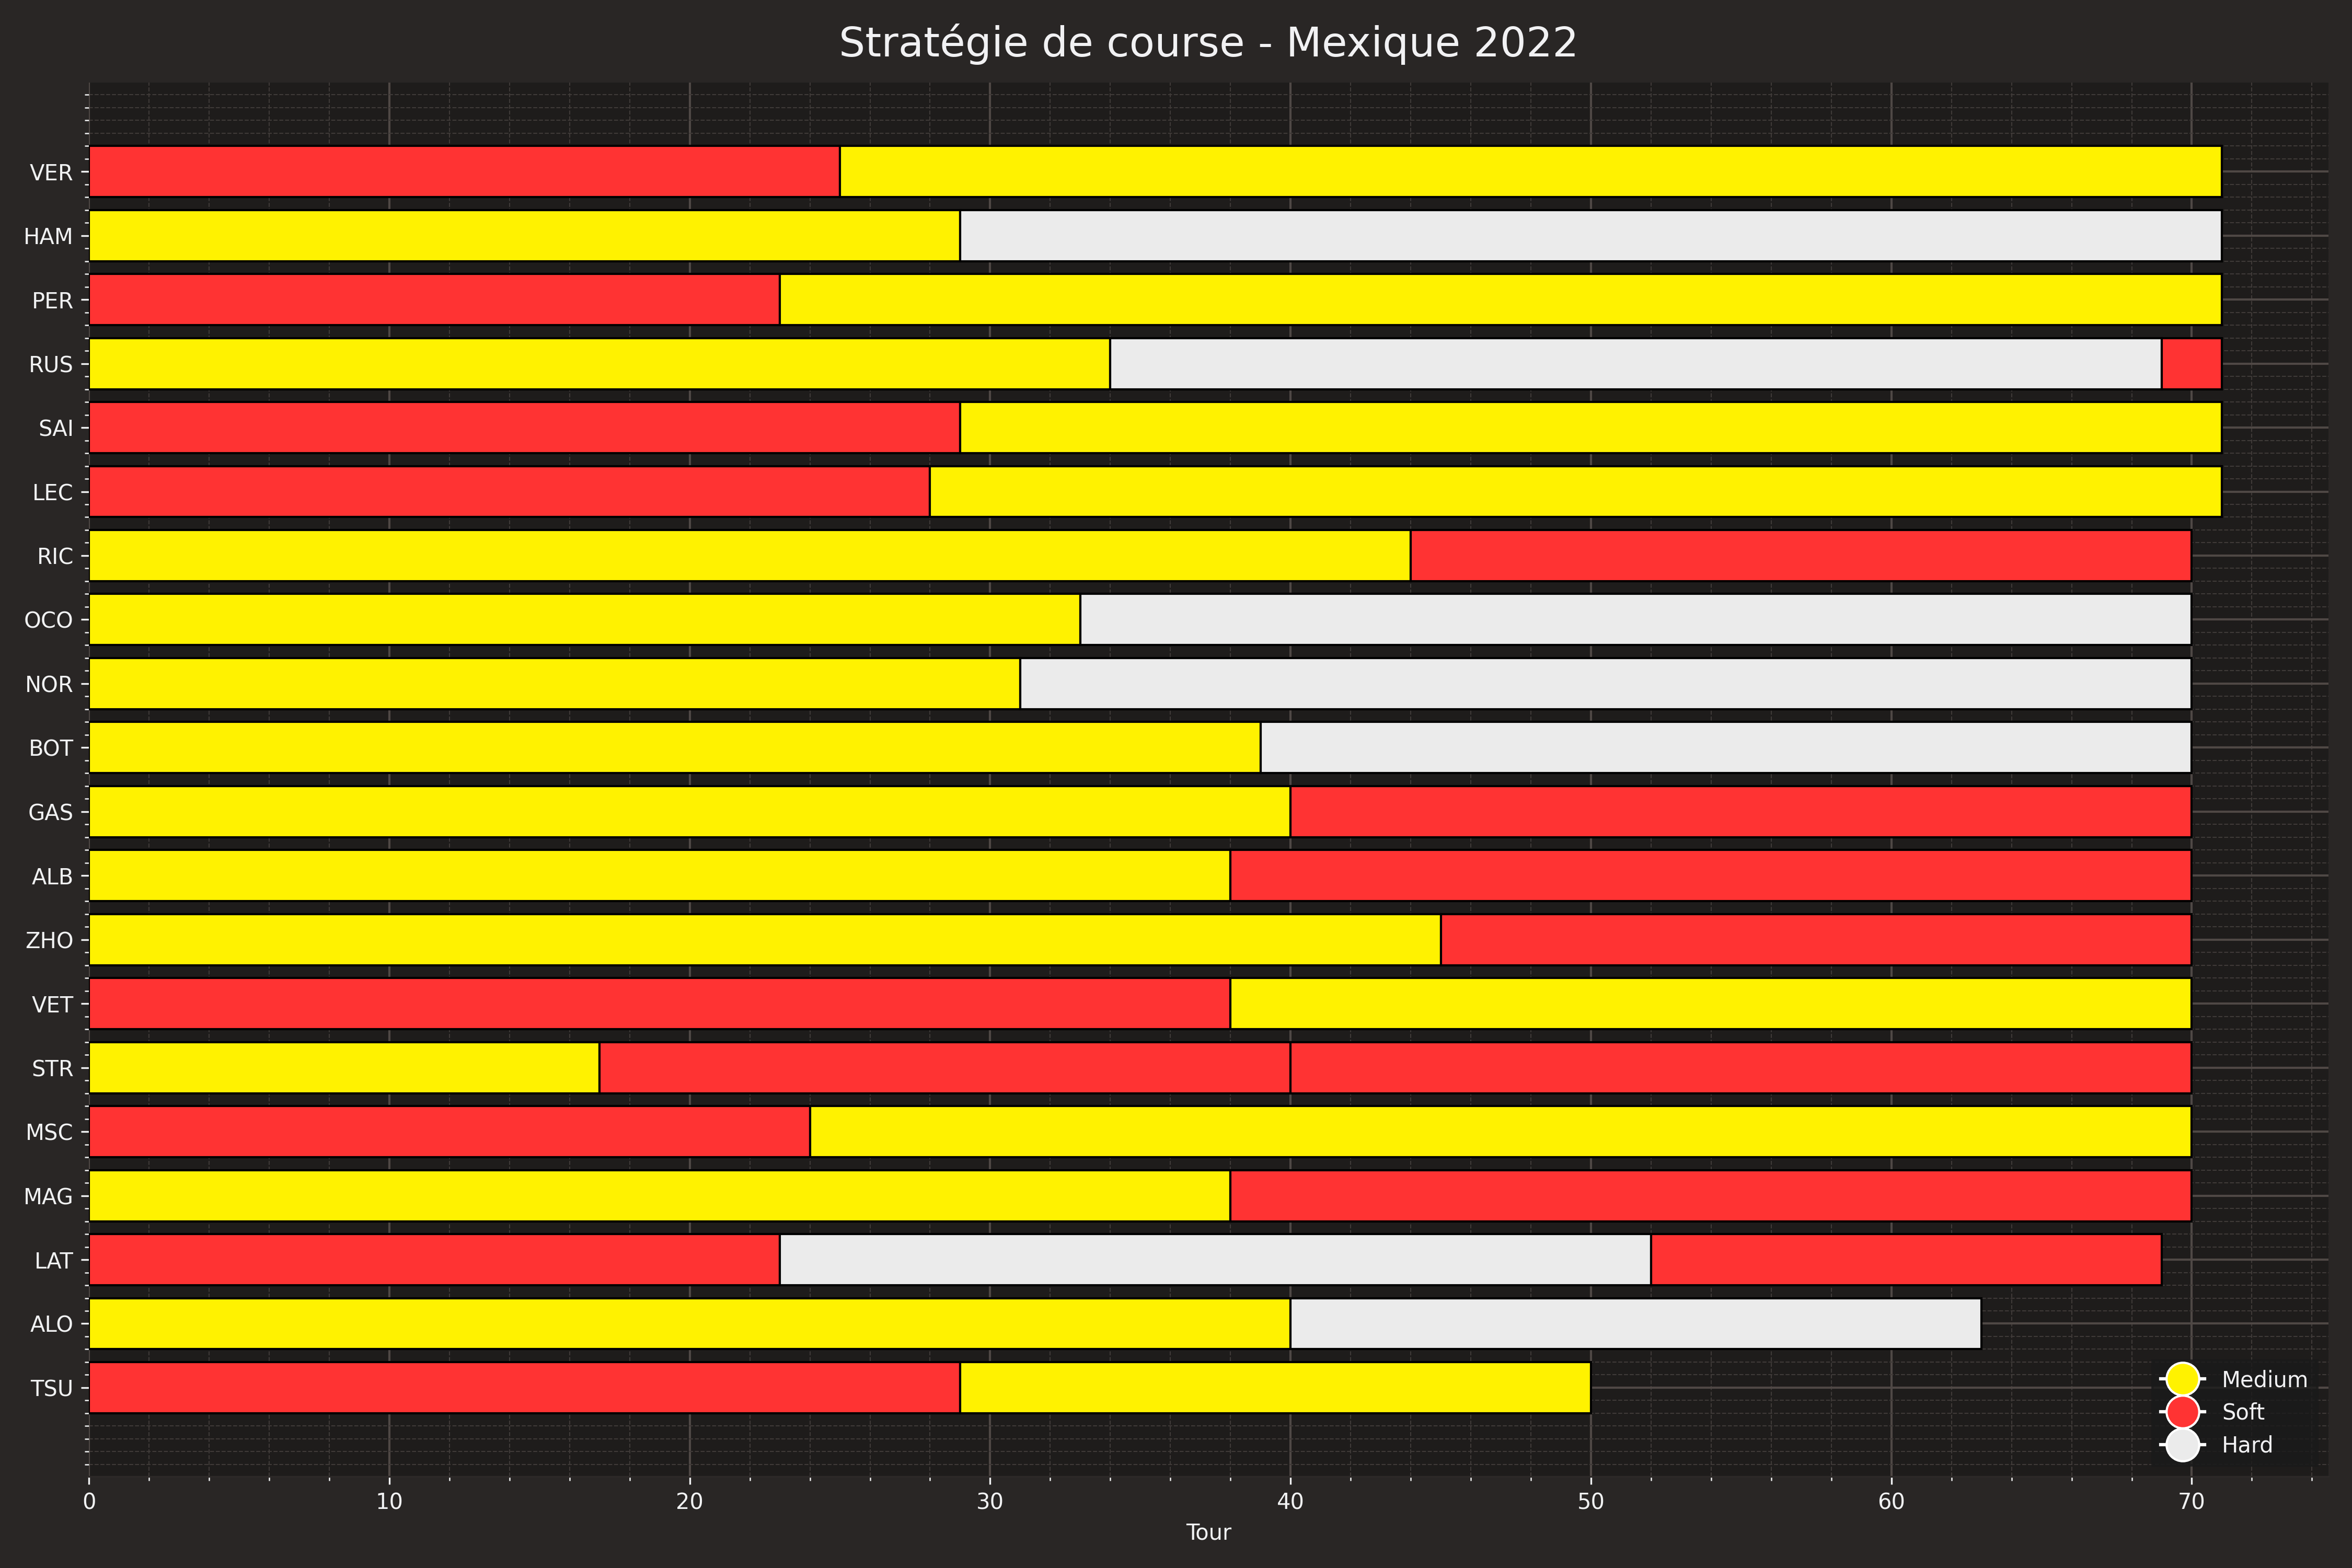 Stratégie de course - Mexique 2022
VER
HAM
PER
RUS
SAI
LEC
RIC
OCO
NOR
BOT
GAS
ALB
ZHO
VET
STR
MSC
MAG
LAT
ALO
TSU
Medium
Soft
Hard
0 10 20 30 40 50 60 70
Tour